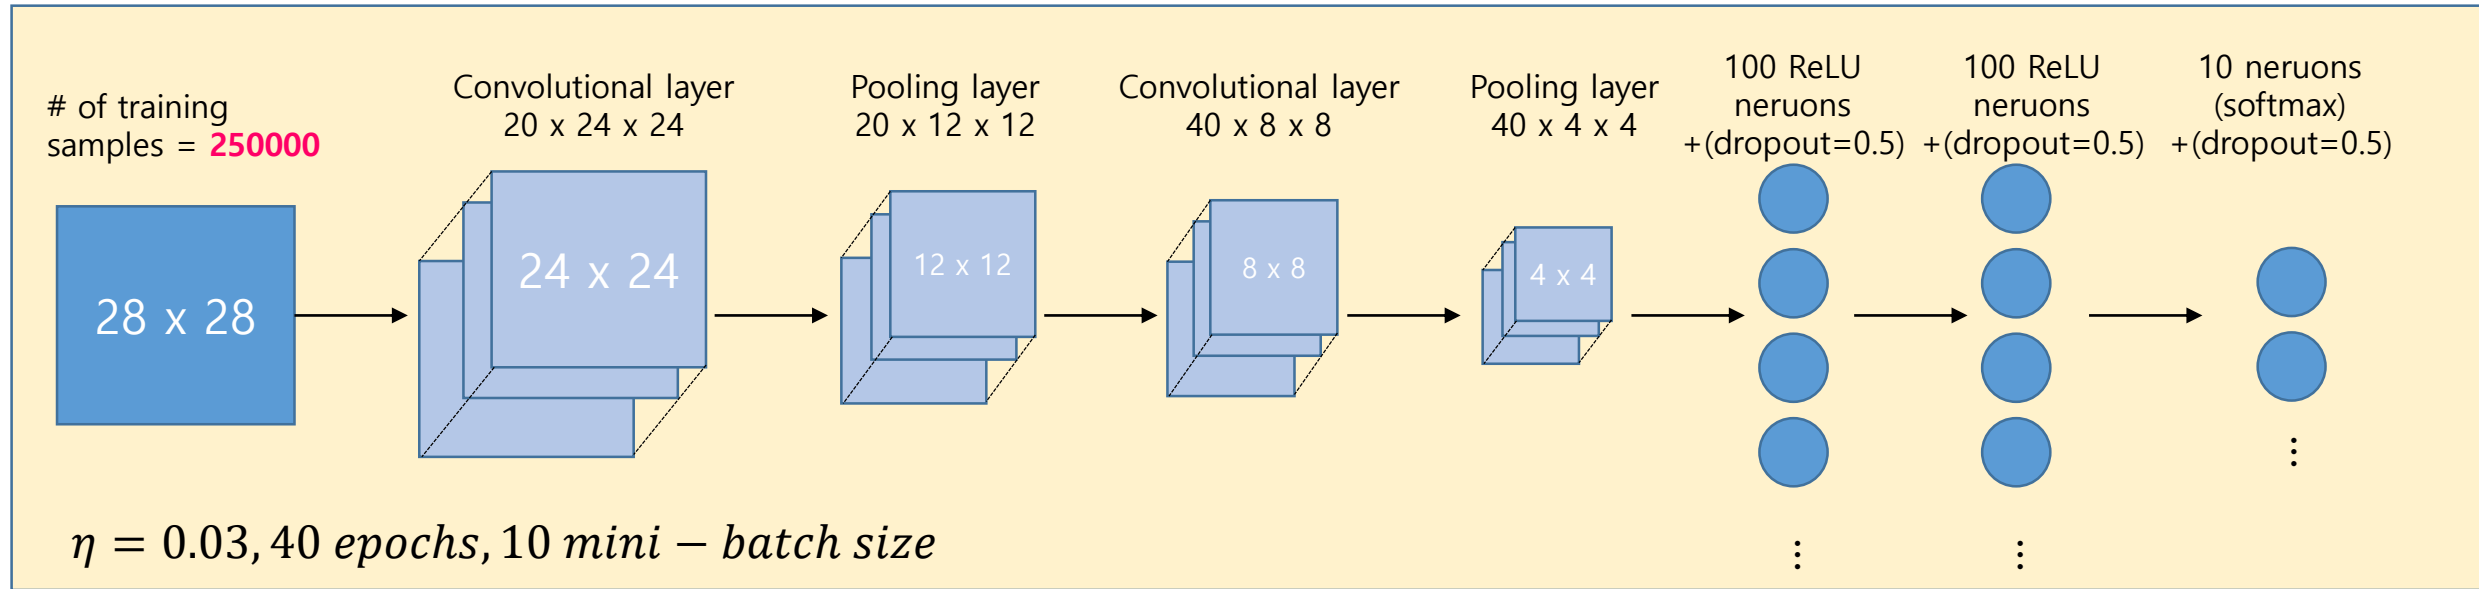 # of training
samples = 250000
28 x 28
Convolutional layer
20 x 24 x 24
24 x 24
Pooling layer
20 x 12 x 12
12 x 12
Convolutional layer
40 x 8 x 8
8 x 8
Pooling layer
40 x 4 x 4
4 x 4
100 ReLU
neruons
+(dropout=0.5)
100 ReLU
neruons
+(dropout=0.5)
10 neruons
(softmax)
+(dropout=0.5)
η = 0.03, 40 epochs, 10 mini − batch size